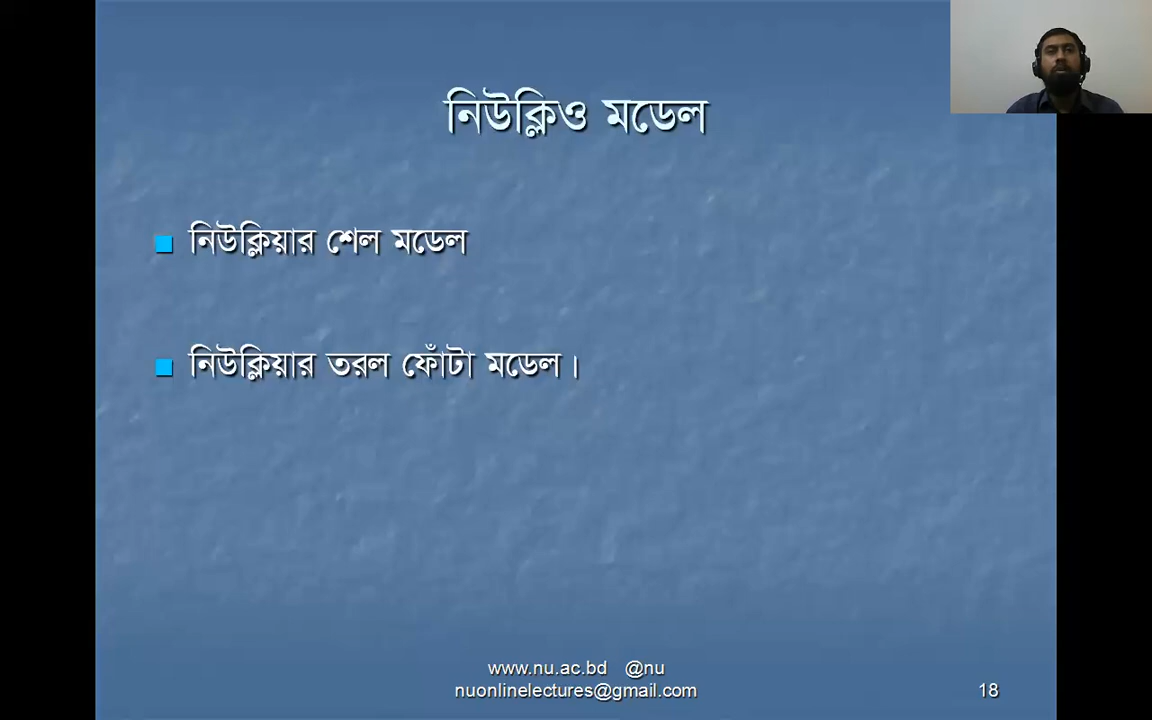 নিউক্লিও মডেল
নিউক্লিয়ার শেল মডেল
নিউক্লিয়ার তরল ফোঁটা মডেল।
www.nu.ac.bd @nu
nuonlinelectures@gmail.com
18